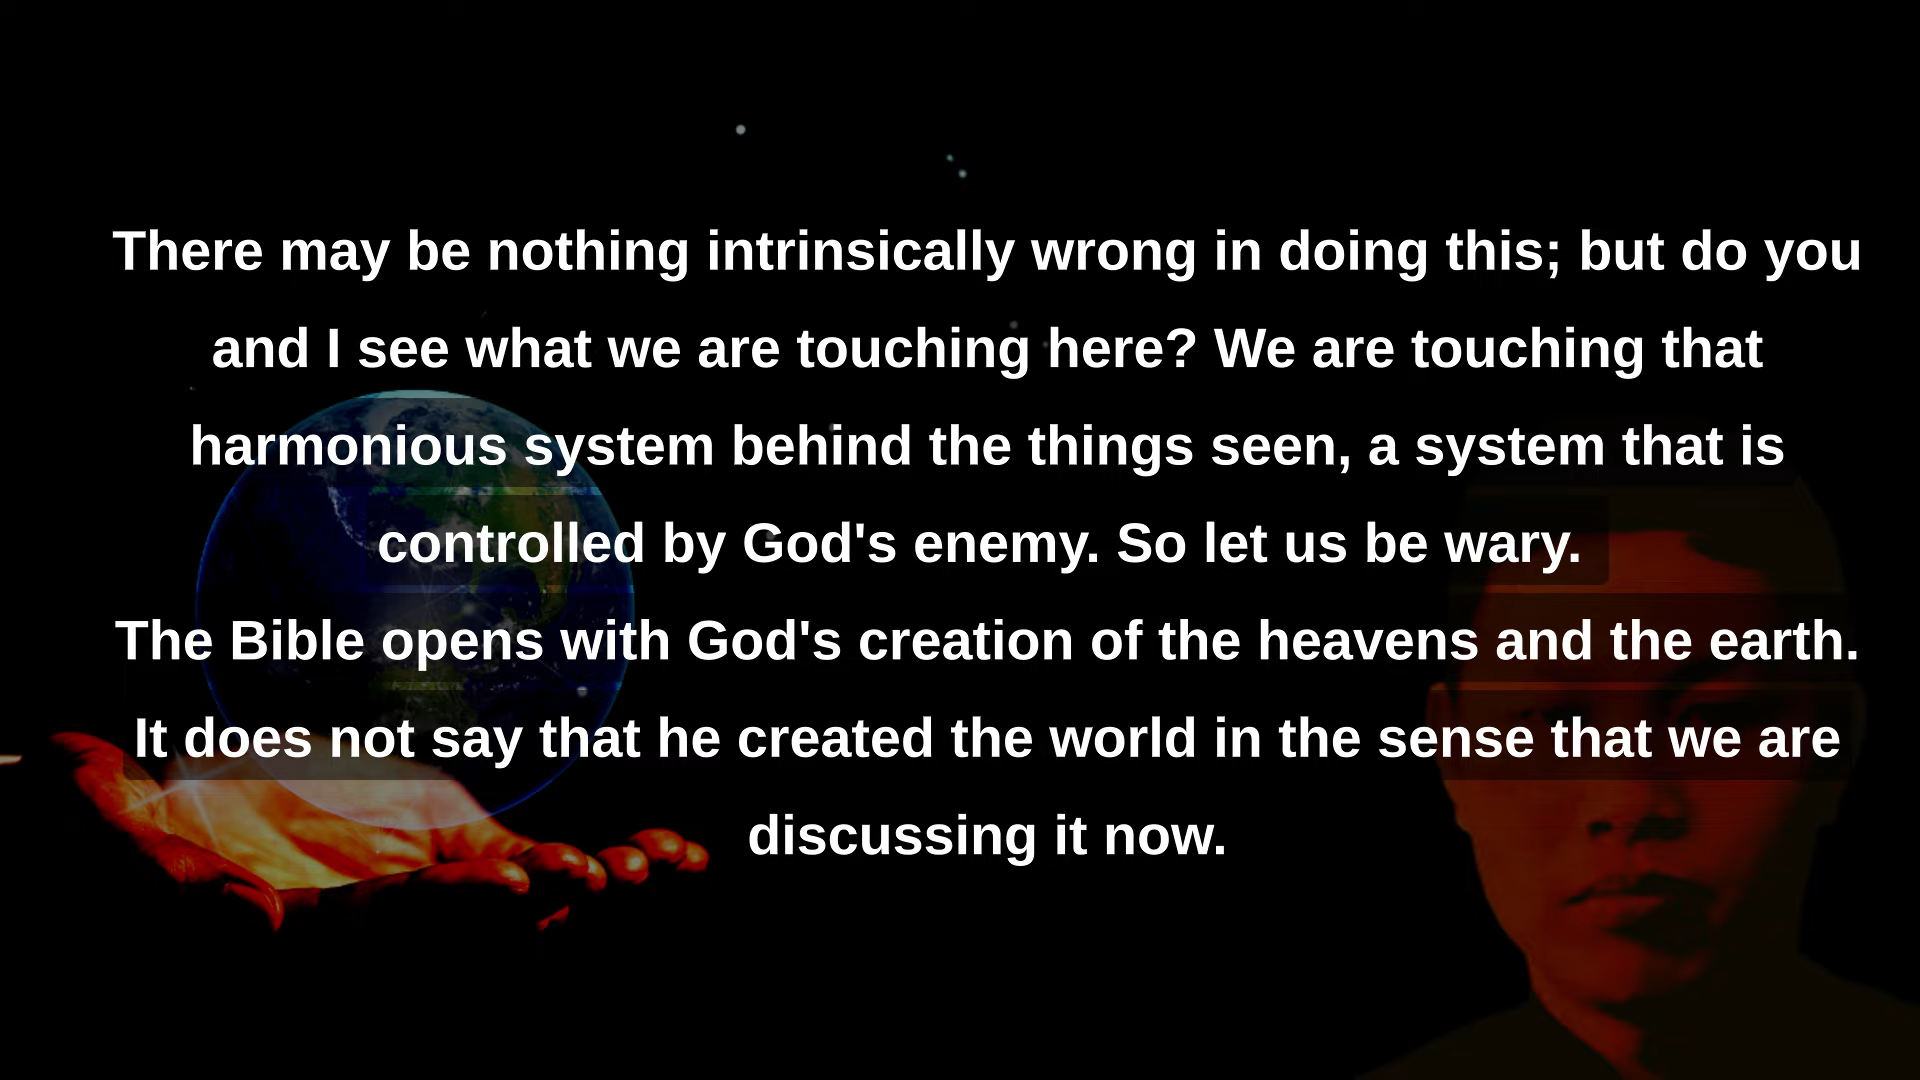 There may be nothing intrinsically wrong in doing this; but do you
and I see what we are touching here? We are touching that
harmonious system behind the things seen, a system that is
controlled by God's enemy. So let us be wary.
The Bible opens with God's creation of the heavens and the earth.
It does not say that he created the world in the sense that we are
discussing it now.